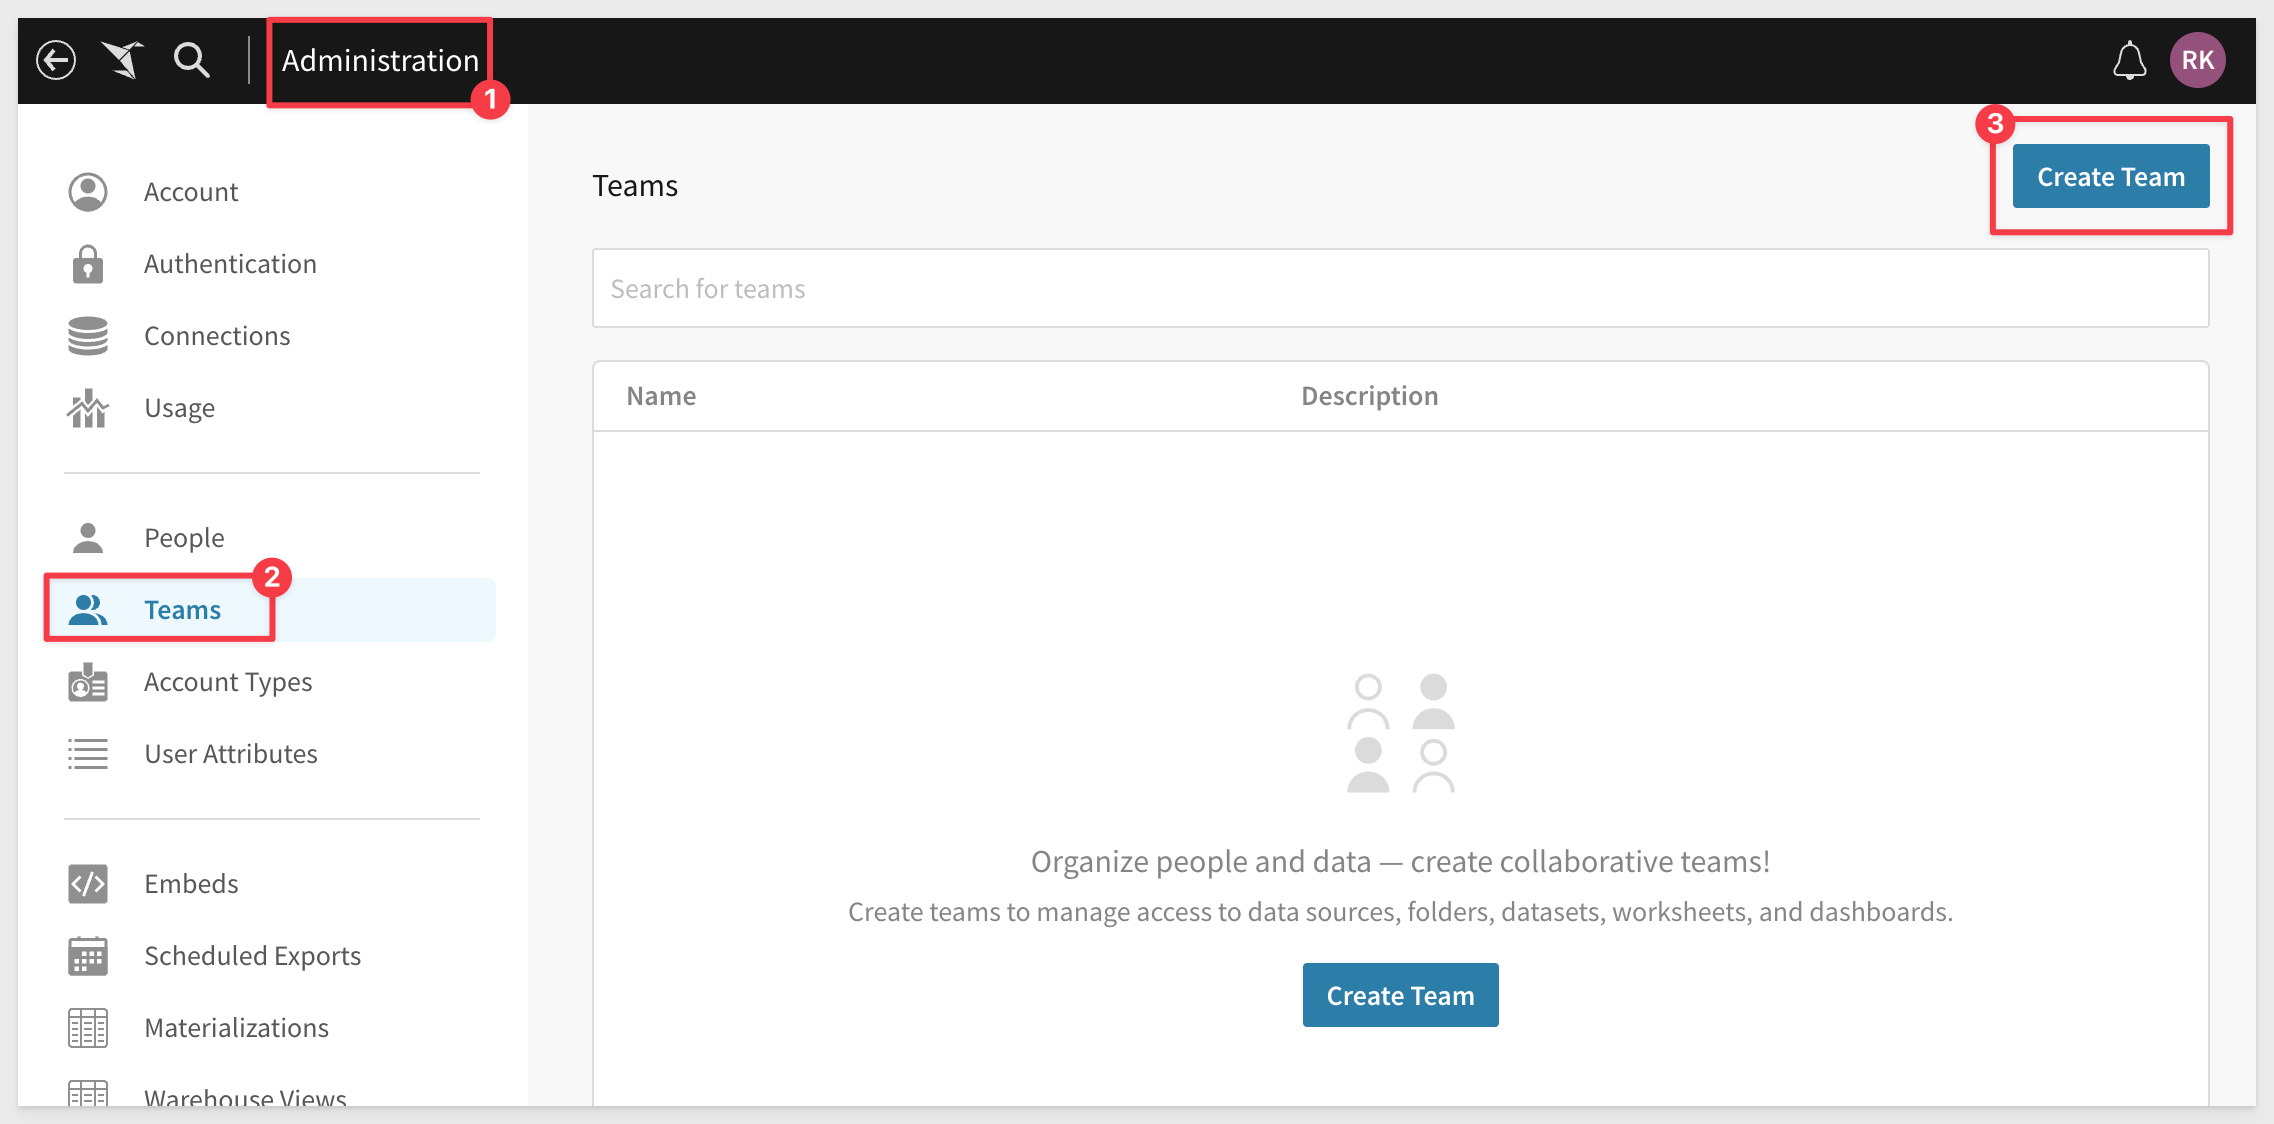 Administration
1
RK
Account
Authentication
Connections
Usage
People
2
Teams
Account Types
User Attributes
Embeds
Scheduled Exports
Materializations
Warehouse Views
3
Create Team
Teams
Search for teams
Name Description
Organize people and data — create collaborative teams!
Create teams to manage access to data sources, folders, datasets, worksheets, and dashboards.
Create Team